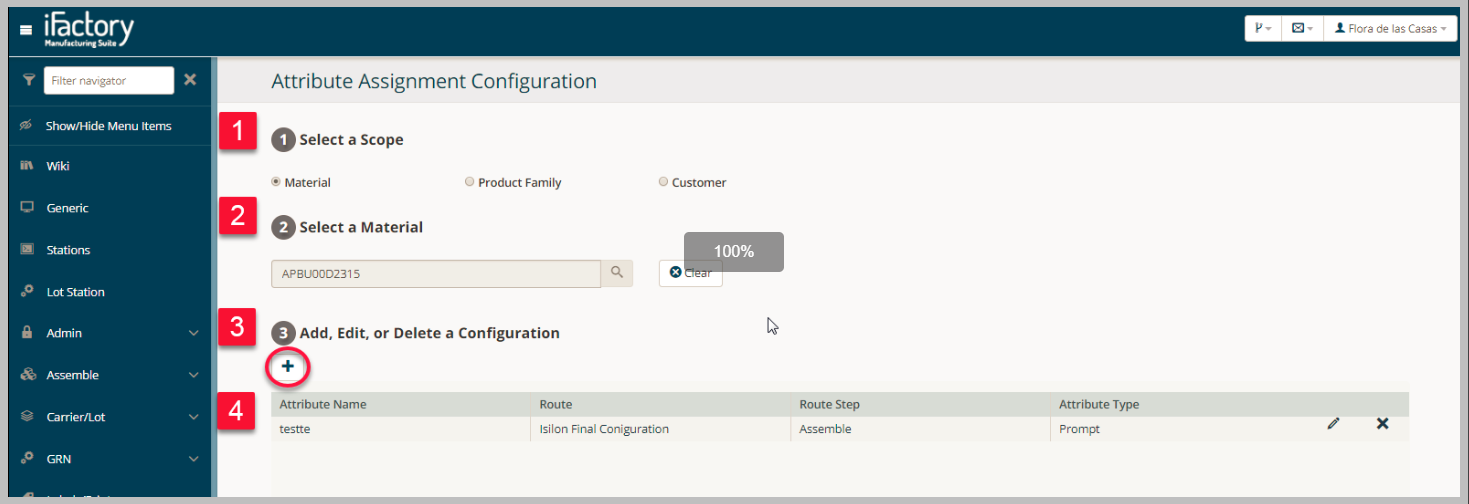 iFactory
Manufacturing Suite
Flora de las Casas
Filter navigator
Attribute Assignment Configuration
Show/Hide Menu Items
1
1 Select a Scope
Wiki
Material Product Family Customer
Generic
2
2 Select a Material
Stations
100%
APBU00D2315
Clear
Lot Station
3
3 Add, Edit, or Delete a Configuration
Admin
Assemble
4
Attribute Name Route Route Step Attribute Type
Carrier/Lot
testte Isilon Final Coniguration Assemble Prompt
GRN